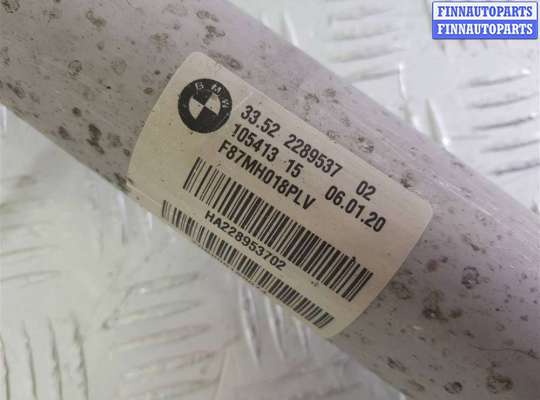 FINNAUTOPARTS
FINNAUTOPARTS
BMW
33.52 2289537 02
105413 15 06.01.20
F87MH018PLV
HA228953702